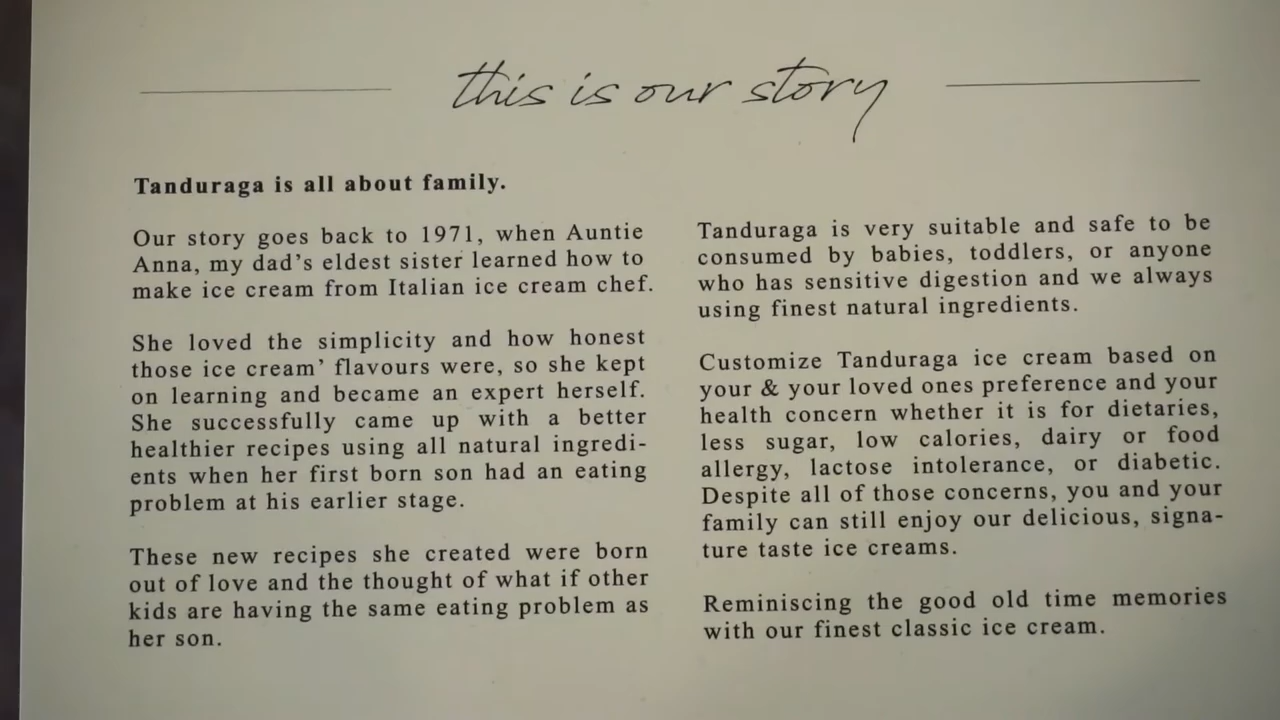 this is our story
Tanduraga is all about family.
Our story goes back to 1971, when Auntie
Anna, my dad's eldest sister learned how to
make ice cream from Italian ice cream chef.
She loved the simplicity and how honest
those ice cream' flavours were, so she kept
on learning and became an expert herself.
She successfully came up with a better
healthier recipes using all natural ingredi-
ents when her first born son had an eating
problem at his earlier stage.
These new recipes she created were born
out of love and the thought of what if other
kids are having the same eating problem as
her son.
Tanduraga is very suitable and safe to be
consumed by babies, toddlers, or anyone
who has sensitive digestion and we always
using finest natural ingredients.
Customize Tanduraga ice cream based on
your & your loved ones preference and your
health concern whether it is for dietaries,
less sugar, low calories, dairy or food
allergy, lactose intolerance, or diabetic.
Despite all of those concerns, you and your
family can still enjoy our delicious, signa-
ture taste ice creams.
Reminiscing the good old time memories
with our finest classic ice cream.